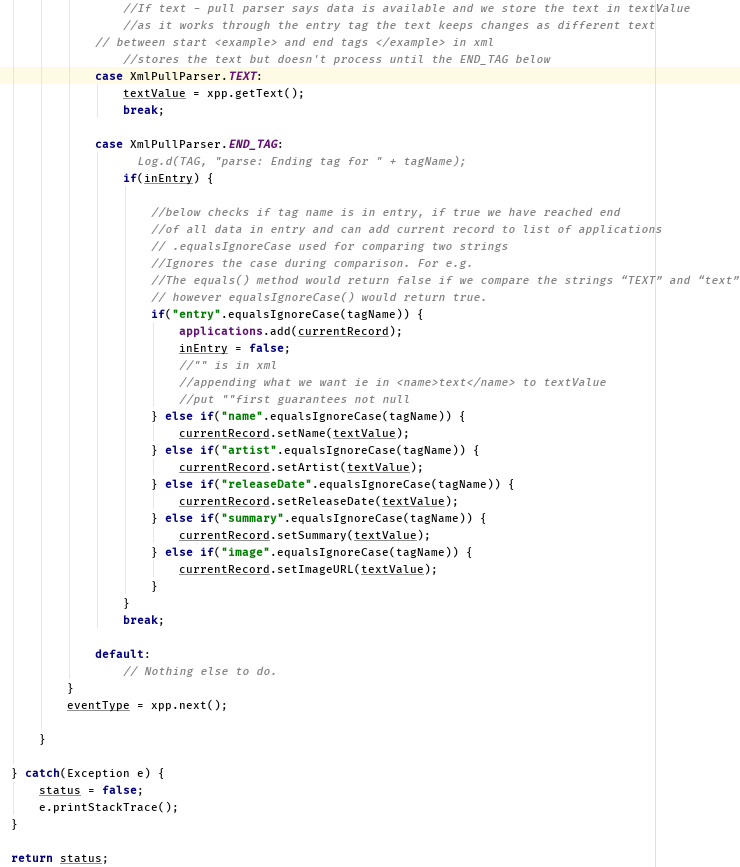 //If text - pull parser says data is available and we store the text in textValue
//as it works through the entry tag the text keeps changes as different text
// between start <example> and end tags </example> in xml
//stores the text but doesn't process until the END_TAG below
case XmlPullParser.TEXT:
textValue = xpp.getText();
break;
case XmlPullParser.END_TAG:
Log.d(TAG, "parse: Ending tag for " + tagName);
if(inEntry) {
//below checks if tag name is in entry, if true we have reached end
//of all data in entry and can add current record to list of applications
// .equalsIgnoreCase used for comparing two strings
//Ignores the case during comparison. For e.g.
//The equals() method would return false if we compare the strings “TEXT” and “text”
// however equalsIgnoreCase() would return true.
if("entry".equalsIgnoreCase(tagName)) {
applications.add(currentRecord);
inEntry = false;
//"" is in xml
//appending what we want ie in <name>text</name> to textValue
//put ""first guarantees not null
} else if("name".equalsIgnoreCase(tagName)) {
currentRecord.setName(textValue);
} else if("artist".equalsIgnoreCase(tagName)) {
currentRecord.setArtist(textValue);
} else if("releaseDate".equalsIgnoreCase(tagName)) {
currentRecord.setReleaseDate(textValue);
} else if("summary".equalsIgnoreCase(tagName)) {
currentRecord.setSummary(textValue);
} else if("image".equalsIgnoreCase(tagName)) {
currentRecord.setImageURL(textValue);
}
}
break;
default:
// Nothing else to do.
}
eventType = xpp.next();
}
} catch(Exception e) {
status = false;
e.printStackTrace();
}
return status;